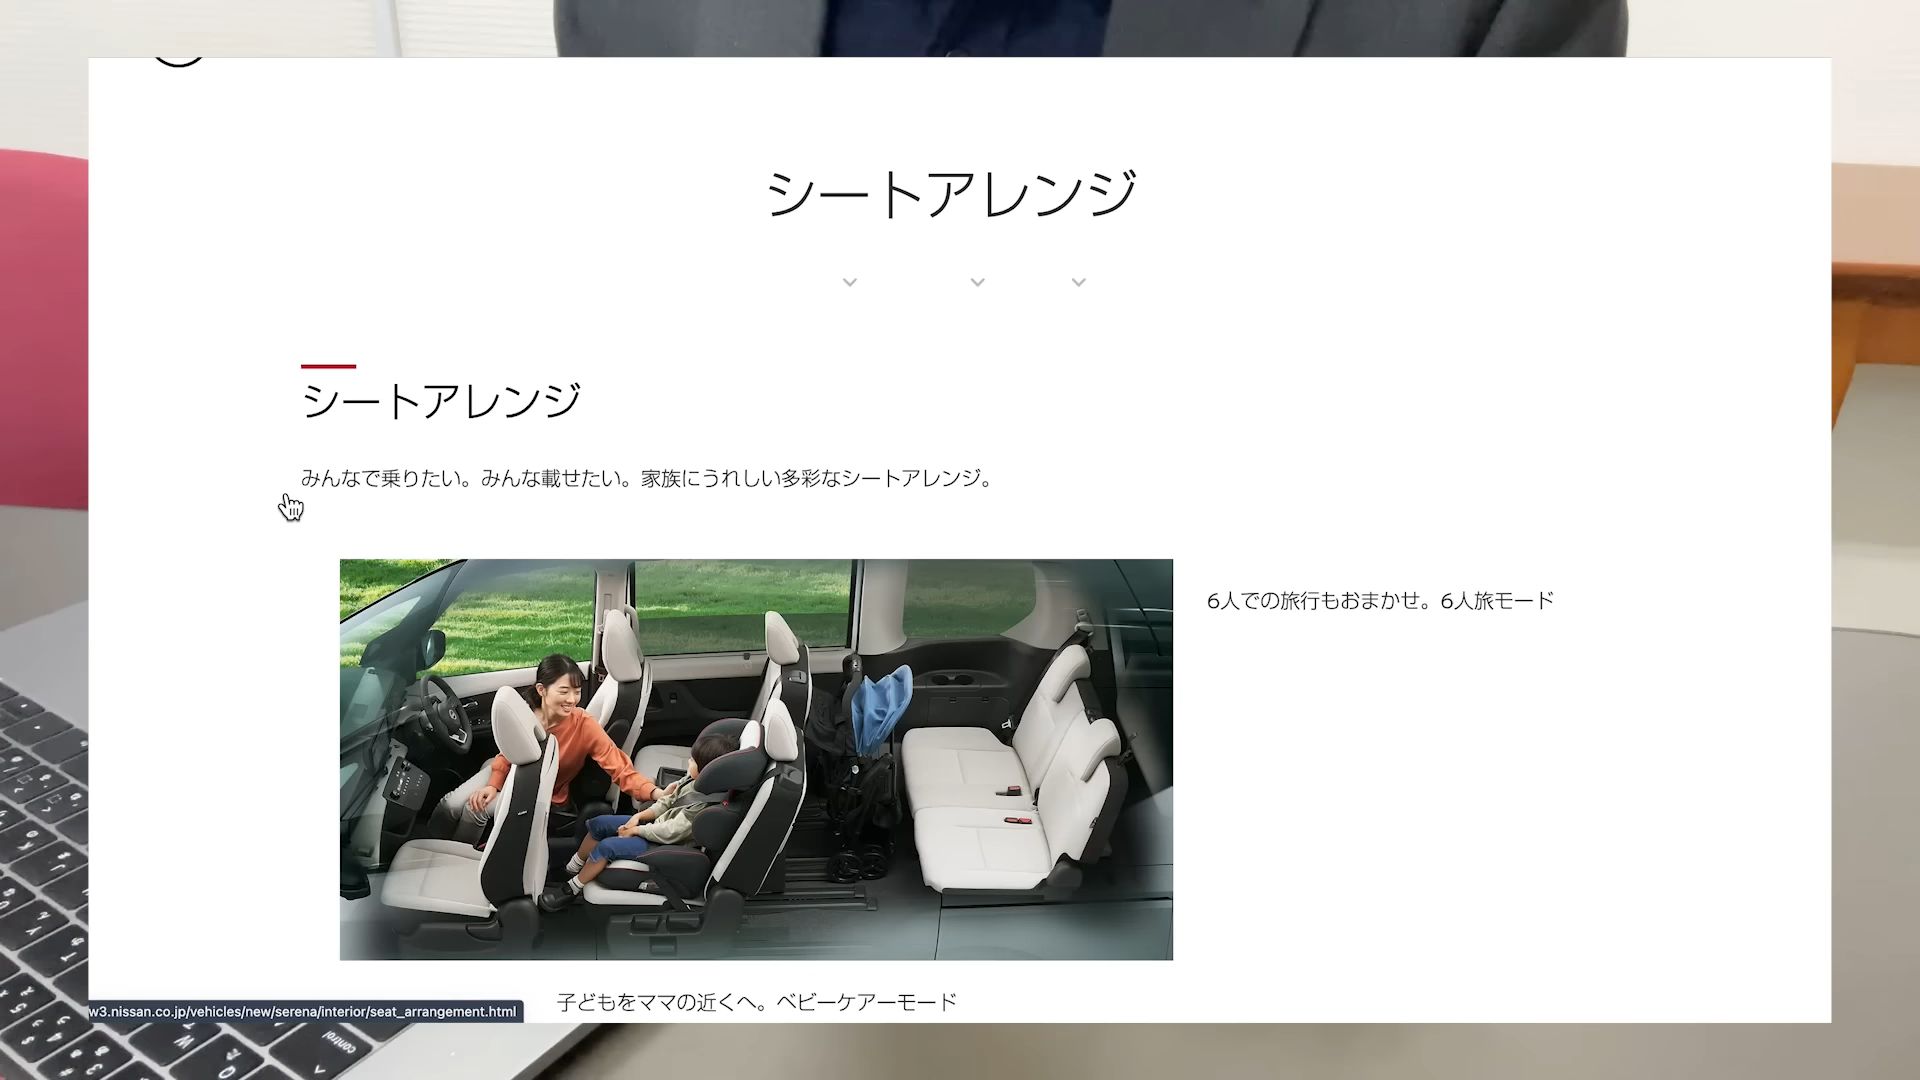 シートアレンジ
シートアレンジ
みんなで乗りたい。みんな載せたい。家族にうれしい多彩なシートアレンジ。
6人での旅行もおまかせ。6人旅モード
子どもをママの近くへ。ベビーケアーモード
w3.nissan.co.jp/vehicles/new/serena/interior/seat_arrangement.html
control